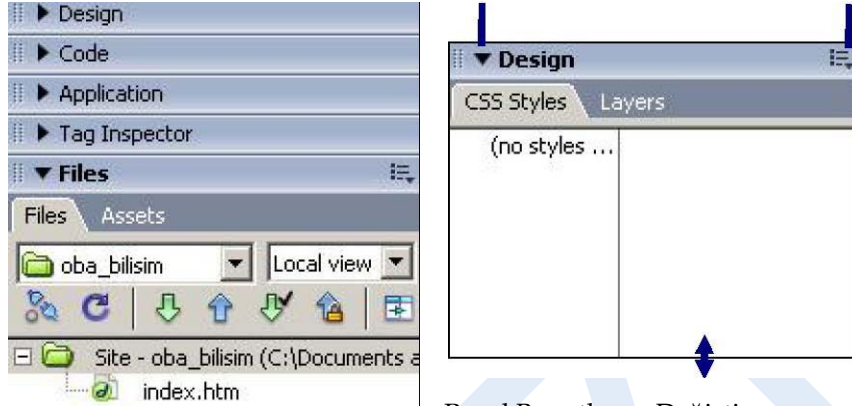 Design
Code
Application
Tag Inspector
Files
Files Assets
oba_bilisim Local view
Site - oba_bilisim (C:\Documents a
index.htm
Design
CSS Styles Layers
(no styles ...